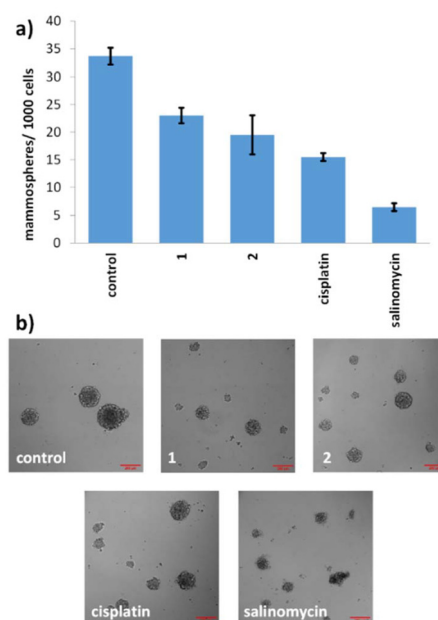 a)
40
35
30
25
20
15
10
5
0
mammospheres/ 1000 cells
control
1
2
cisplatin
salinomycin
b)
control
1
2
cisplatin
salinomycin